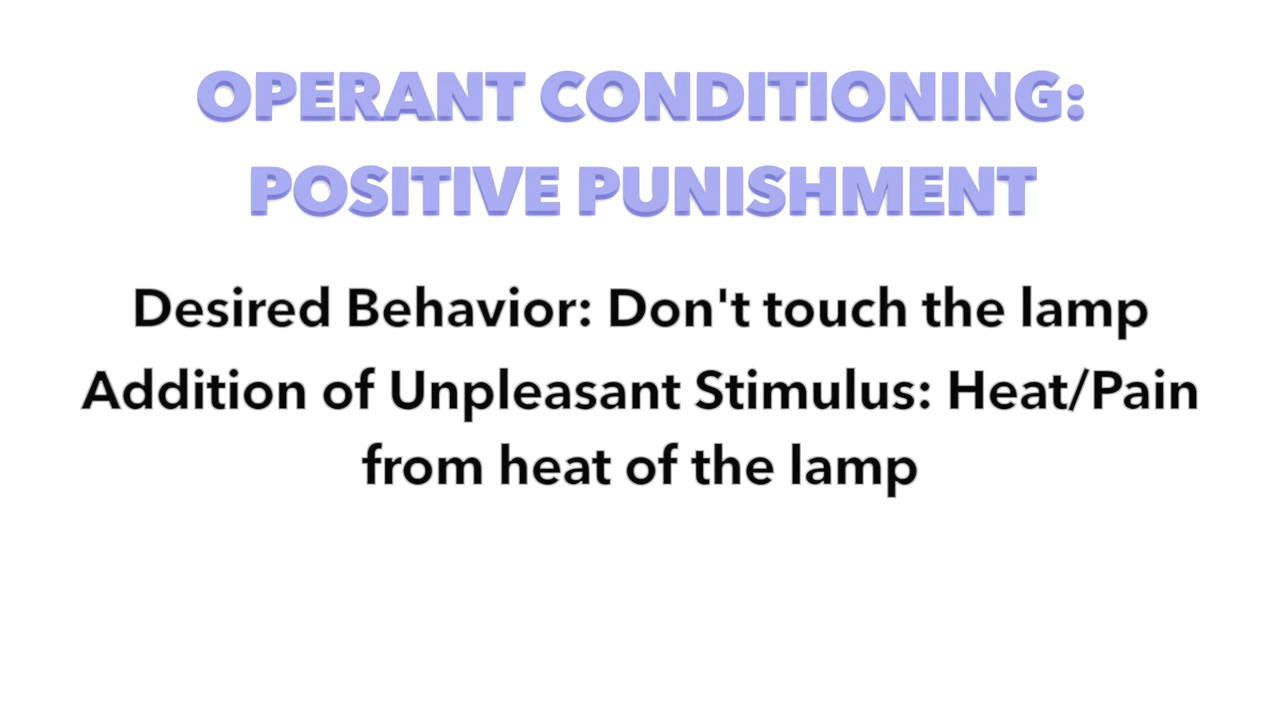 OPERANT CONDITIONING:
POSITIVE PUNISHMENT
Desired Behavior: Don't touch the lamp
Addition of Unpleasant Stimulus: Heat/Pain
from heat of the lamp